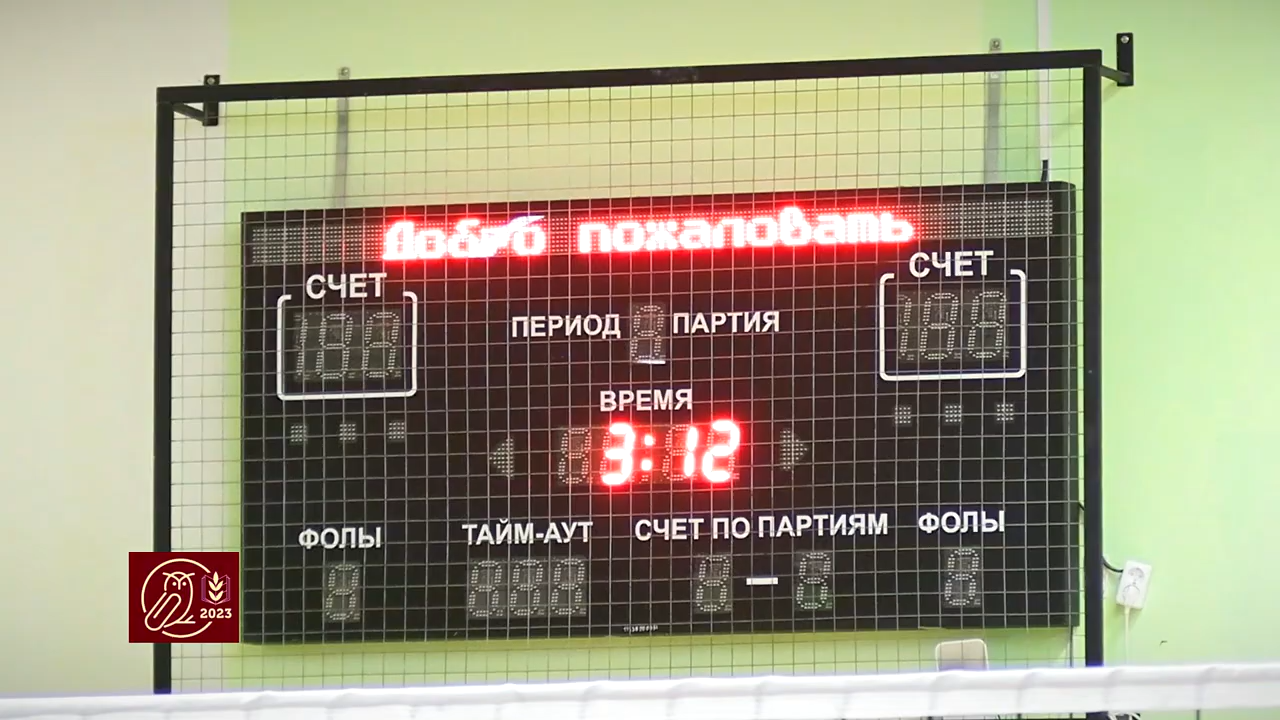 Добро пожаловать
СЧЕТ
СЧЕТ
ПЕРИОД ПАРТИЯ
ВРЕМЯ
3:12
ФОЛЫ
ТАЙМ-АУТ
СЧЕТ ПО ПАРТИЯМ
ФОЛЫ
2023